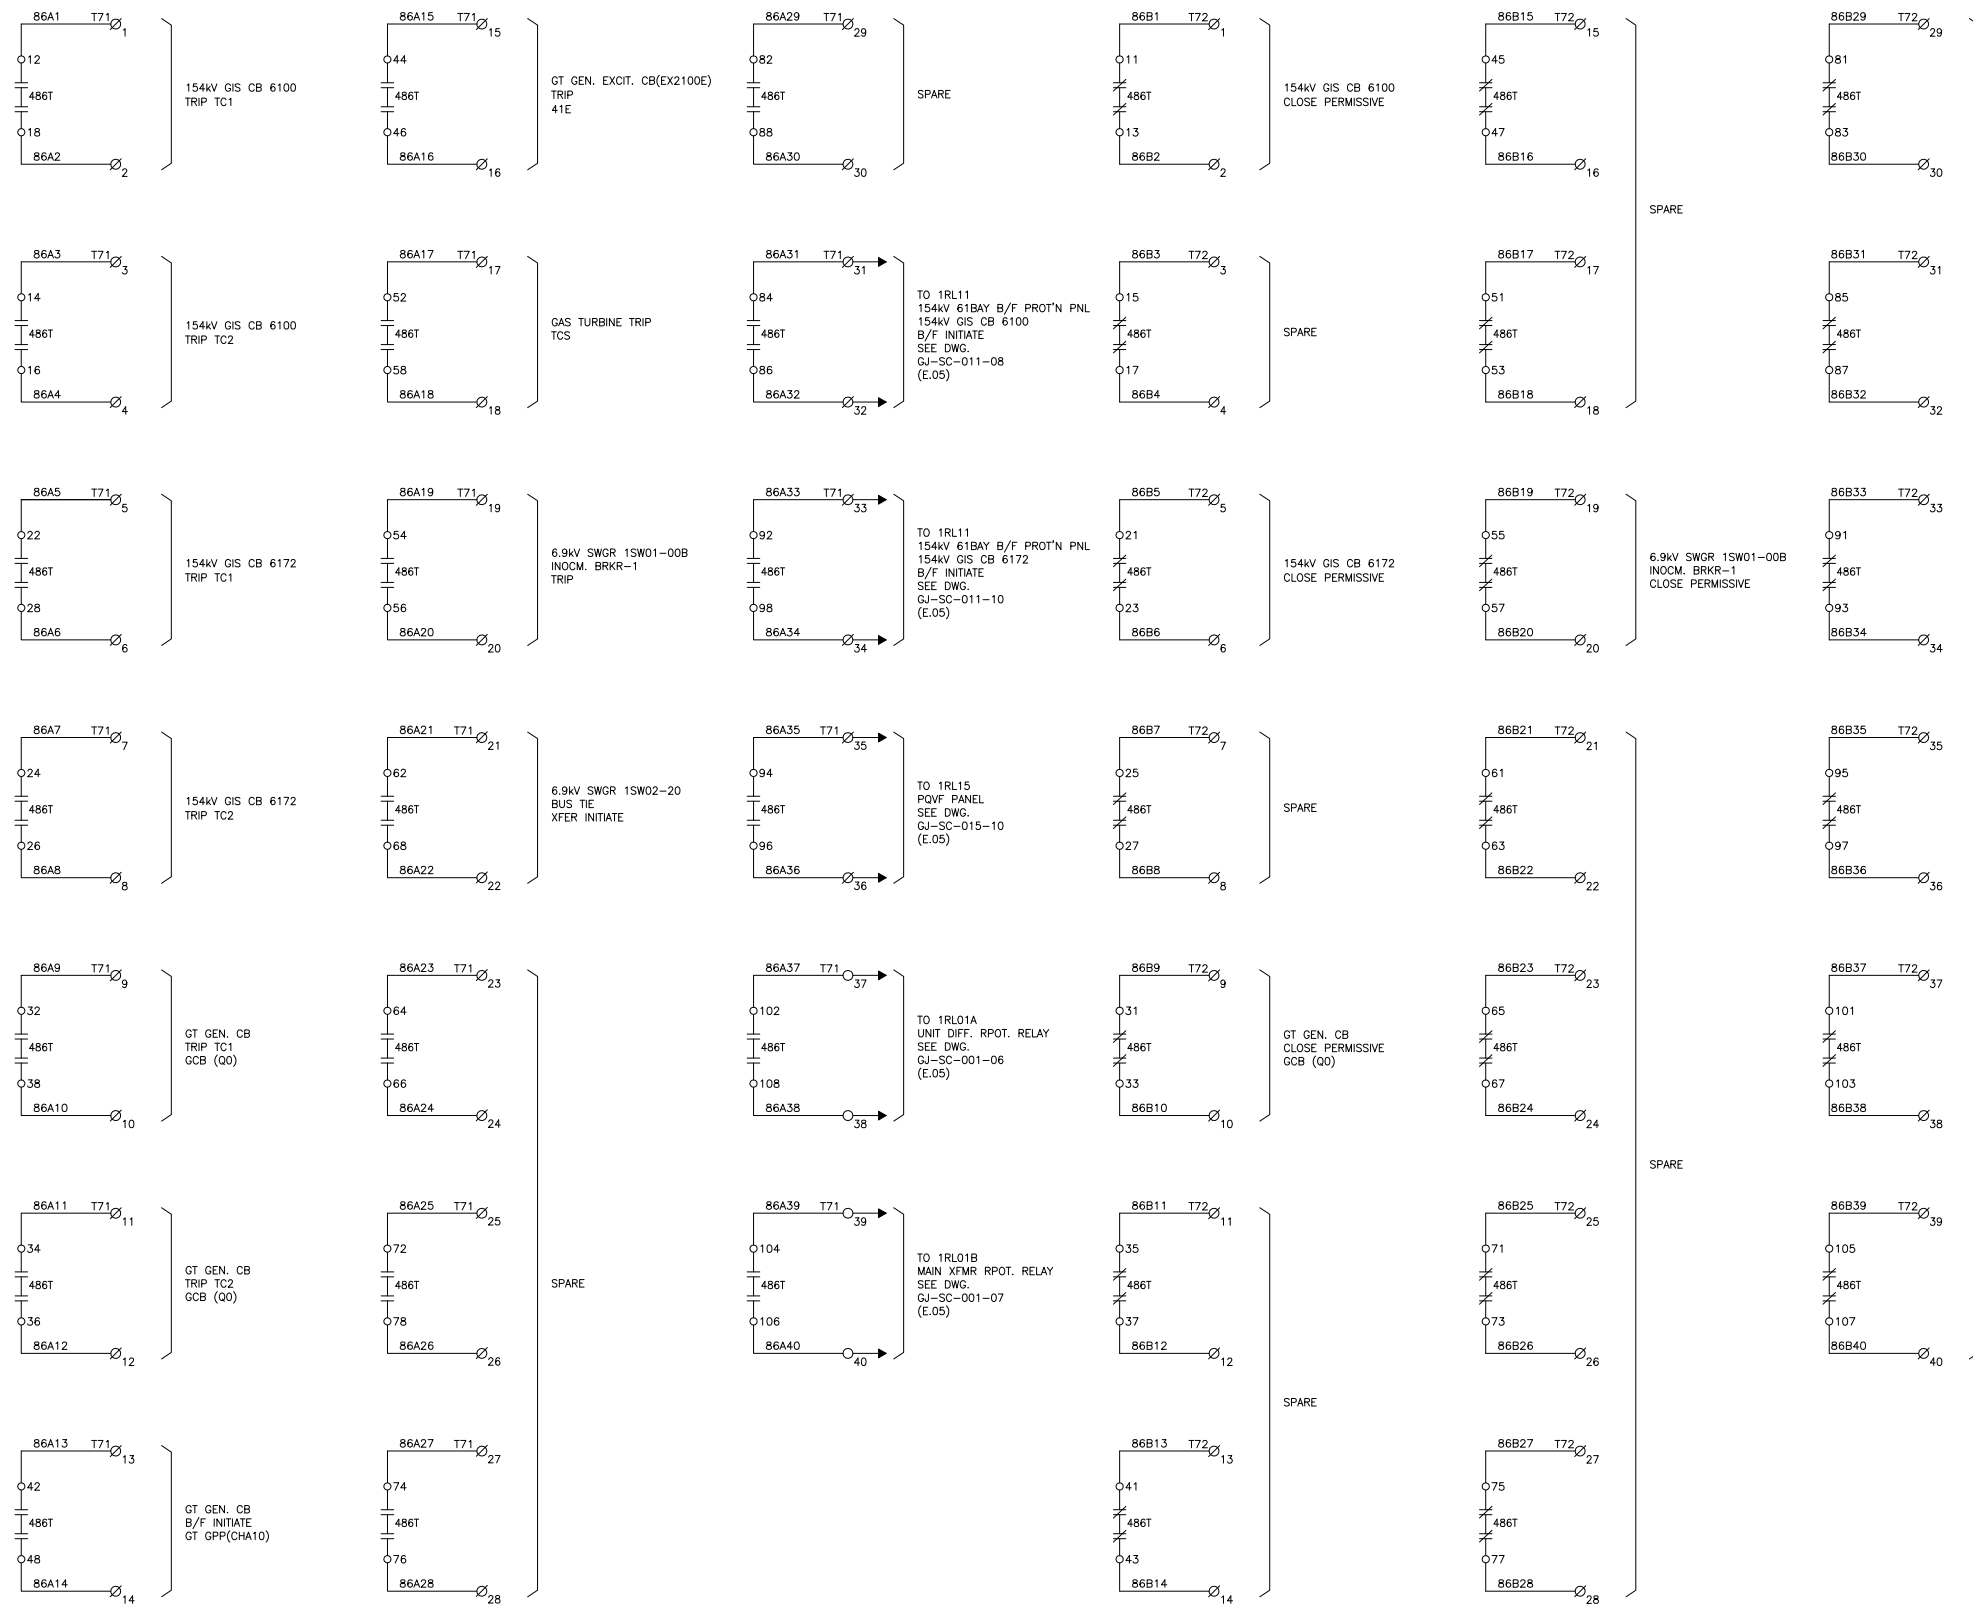 86A1 T71 1
12
486T
18
86A2 2
154kV GIS CB 6100
TRIP TC1
86A3 T71 3
14
486T
16
86A4 4
154kV GIS CB 6100
TRIP TC2
86A5 T71 5
22
486T
28
86A6 6
154kV GIS CB 6172
TRIP TC1
86A7 T71 7
24
486T
26
86A8 8
154kV GIS CB 6172
TRIP TC2
86A9 T71 9
32
486T
38
86A10 10
GT GEN. CB
TRIP TC1
GCB (Q0)
86A11 T71 11
34
486T
36
86A12 12
GT GEN. CB
TRIP TC2
GCB (Q0)
86A13 T71 13
42
486T
48
86A14 14
GT GEN. CB
B/F INITIATE
GT GPP(CHA10)
86A15 T71 15
44
486T
46
86A16 16
GT GEN. EXCIT. CB(EX2100E)
TRIP
41E
86A17 T71 17
52
486T
58
86A18 18
GAS TURBINE TRIP
TCS
86A19 T71 19
54
486T
56
86A20 20
6.9kV SWGR 1SW01-00B
INOCM. BRKR-1
TRIP
86A21 T71 21
62
486T
68
86A22 22
6.9kV SWGR 1SW02-20
BUS TIE
XFER INITIATE
86A23 T71 23
64
486T
66
86A24 24
86A25 T71 25
72
486T
78
86A26 26
SPARE
86A27 T71 27
74
486T
76
86A28 28
86A29 T71 29
82
486T
88
86A30 30
SPARE
86A31 T71 31
84
486T
86
86A32 32
TO 1RL11
154kV 61BAY B/F PROT'N PNL
154kV GIS CB 6100
B/F INITIATE
SEE DWG.
GJ-SC-011-08
(E.05)
86A33 T71 33
92
486T
98
86A34 34
TO 1RL11
154kV 61BAY B/F PROT'N PNL
154kV GIS CB 6172
B/F INITIATE
SEE DWG.
GJ-SC-011-10
(E.05)
86A35 T71 35
94
486T
96
86A36 36
TO 1RL15
PQVF PANEL
SEE DWG.
GJ-SC-015-10
(E.05)
86A37 T71 37
102
486T
108
86A38 38
TO 1RL01A
UNIT DIFF. RPOT. RELAY
SEE DWG.
GJ-SC-001-06
(E.05)
86A39 T71 39
104
486T
106
86A40 40
TO 1RL01B
MAIN XFMR RPOT. RELAY
SEE DWG.
GJ-SC-001-07
(E.05)
86B1 T72 1
11
486T
13
86B2 2
154kV GIS CB 6100
CLOSE PERMISSIVE
86B3 T72 3
15
486T
17
86B4 4
SPARE
86B5 T72 5
21
486T
23
86B6 6
154kV GIS CB 6172
CLOSE PERMISSIVE
86B7 T72 7
25
486T
27
86B8 8
SPARE
86B9 T72 9
31
486T
33
86B10 10
GT GEN. CB
CLOSE PERMISSIVE
GCB (Q0)
86B11 T72 11
35
486T
37
86B12 12
SPARE
86B13 T72 13
41
486T
43
86B14 14
86B15 T72 15
45
486T
47
86B16 16
SPARE
86B17 T72 17
51
486T
53
86B18 18
86B19 T72 19
55
486T
57
86B20 20
6.9kV SWGR 1SW01-00B
INOCM. BRKR-1
CLOSE PERMISSIVE
86B21 T72 21
61
486T
63
86B22 22
86B23 T72 23
65
486T
67
86B24 24
SPARE
86B25 T72 25
71
486T
73
86B26 26
86B27 T72 27
75
486T
77
86B28 28
86B29 T72 29
81
486T
83
86B30 30
86B31 T72 31
85
486T
87
86B32 32
86B33 T72 33
91
486T
93
86B34 34
86B35 T72 35
95
486T
97
86B36 36
86B37 T72 37
101
486T
103
86B38 38
86B39 T72 39
105
486T
107
86B40 40